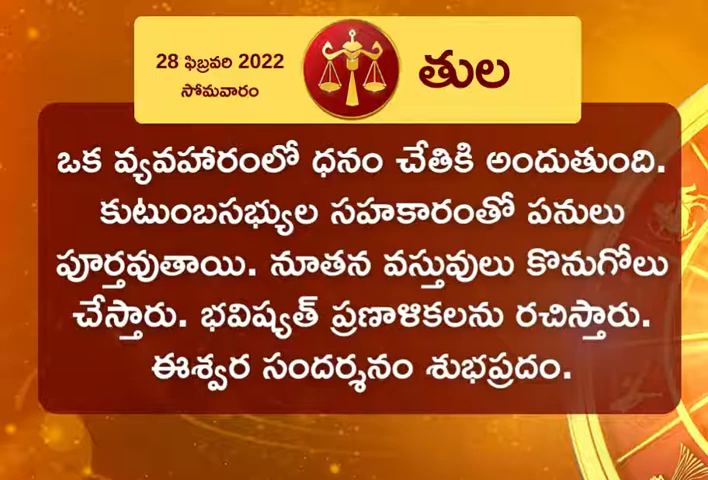 28 ఫిబ్రవరి 2022
సోమవారం
తుల
ఒక వ్యవహారంలో ధనం చేతికి అందుతుంది.
కుటుంబసభ్యుల సహకారంతో పనులు
పూర్తవుతాయి. నూతన వస్తువులు కొనుగోలు
చేస్తారు. భవిష్యత్ ప్రణాళికలను రచిస్తారు.
ఈశ్వర సందర్శనం శుభప్రదం.